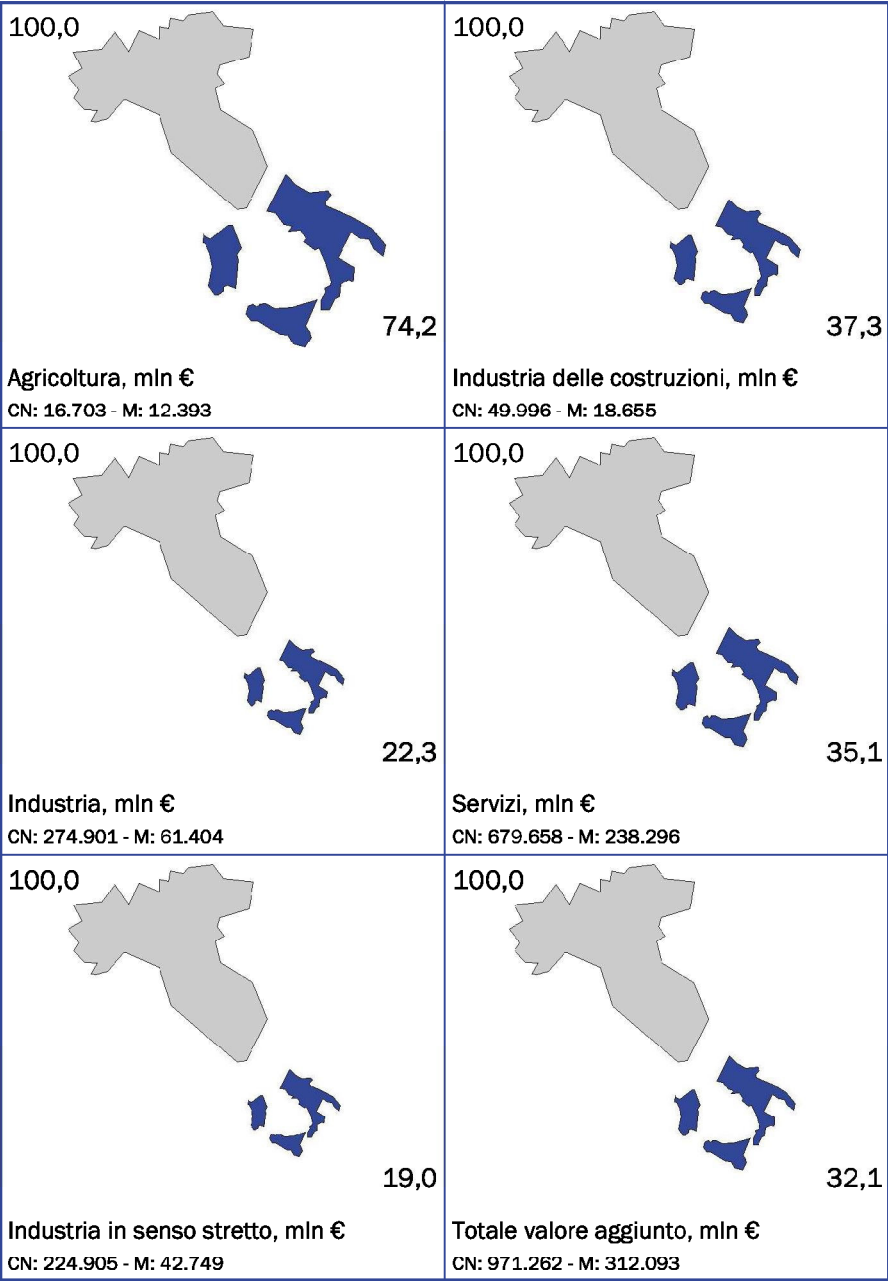 100,0
74,2
Agricoltura, mln €
CN: 16.703 - M: 12.393
100,0
37,3
Industria delle costruzioni, mln €
CN: 49.996 - M: 18.655
100,0
22,3
Industria, mln €
CN: 274.901 - M: 61.404
100,0
35,1
Servizi, mln €
CN: 679.658 - M: 238.296
100,0
19,0
Industria in senso stretto, mln €
CN: 224.905 - M: 42.749
100,0
32,1
Totale valore aggiunto, mln €
CN: 971.262 - M: 312.093